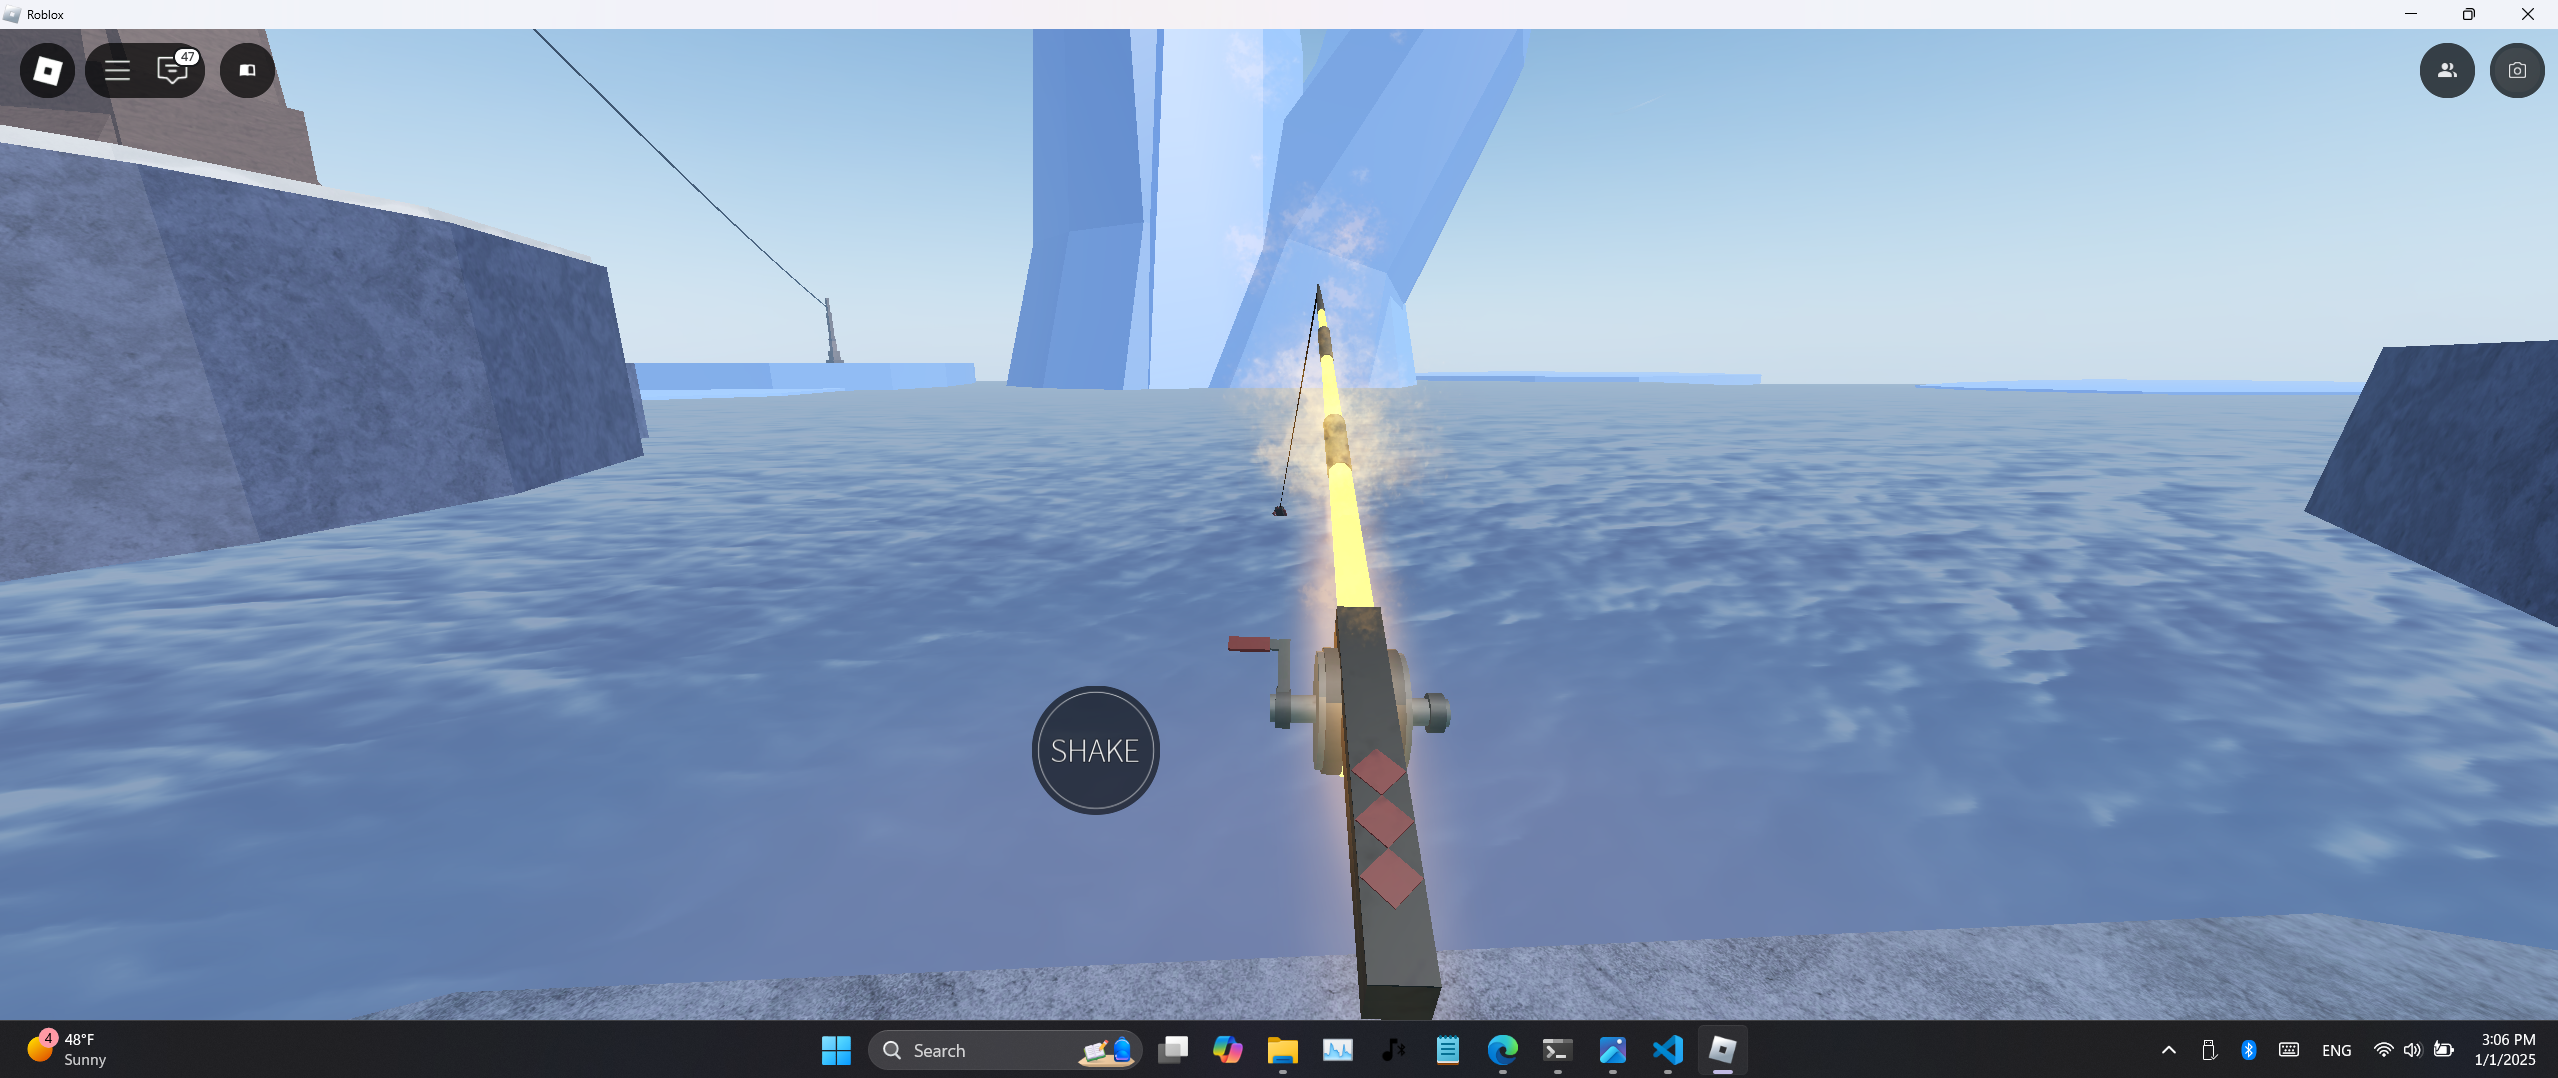 Roblox
47
SHAKE
4
48°F
Sunny
Search
ENG
3:06 PM
1/1/2025